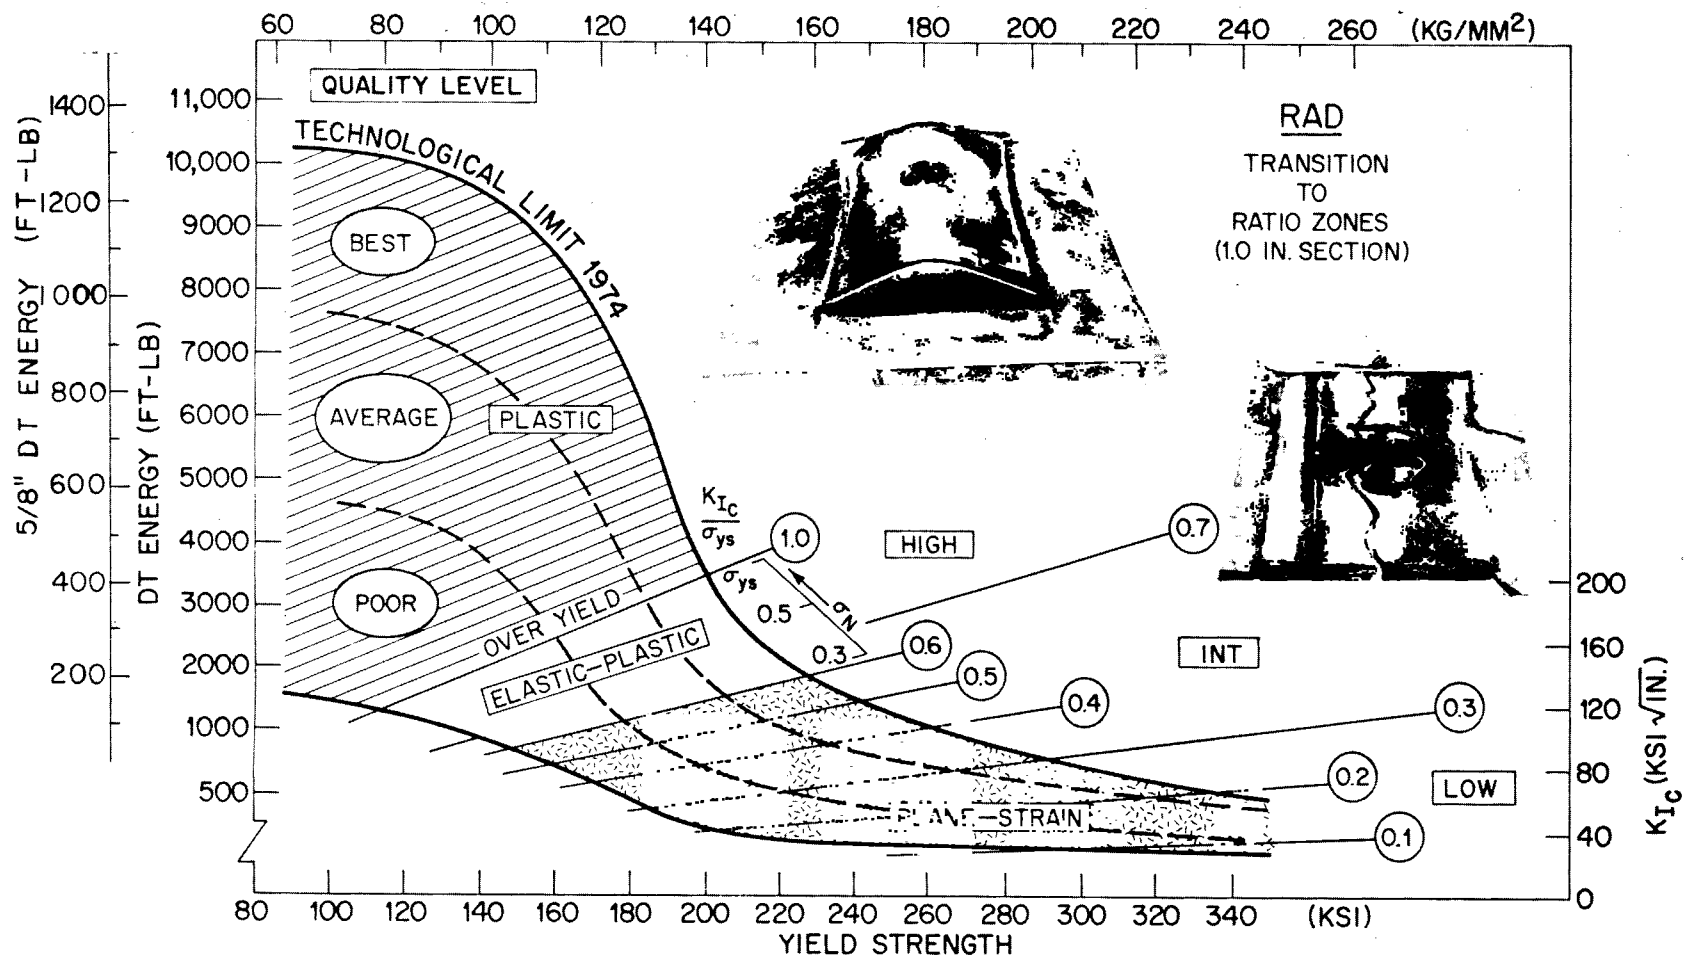 60 80 100 120 140 160 180 200 220 240 260 (KG/MM²)
QUALITY LEVEL
TECHNOLOGICAL LIMIT 1974
BEST
AVERAGE
POOR
PLASTIC
OVER YIELD
ELASTIC-PLASTIC
PLANE-STRAIN
K_Ic
σys
1.0
σys
0.5
0.3
σN
0.7
0.6
0.5
0.4
0.3
0.2
0.1
HIGH
INT
LOW
RAD
TRANSITION
TO
RATIO ZONES
(1.0 IN. SECTION)
5/8" DT ENERGY (FT-LB)
1400
1200
1000
800
600
400
200
DT ENERGY (FT-LB)
11,000
10,000
9000
8000
7000
6000
5000
4000
3000
2000
1000
500
200
160
120
80
40
0
K_Ic (KSI √IN.)
80 100 120 140 160 180 200 220 240 260 280 300 320 340 (KSI)
YIELD STRENGTH